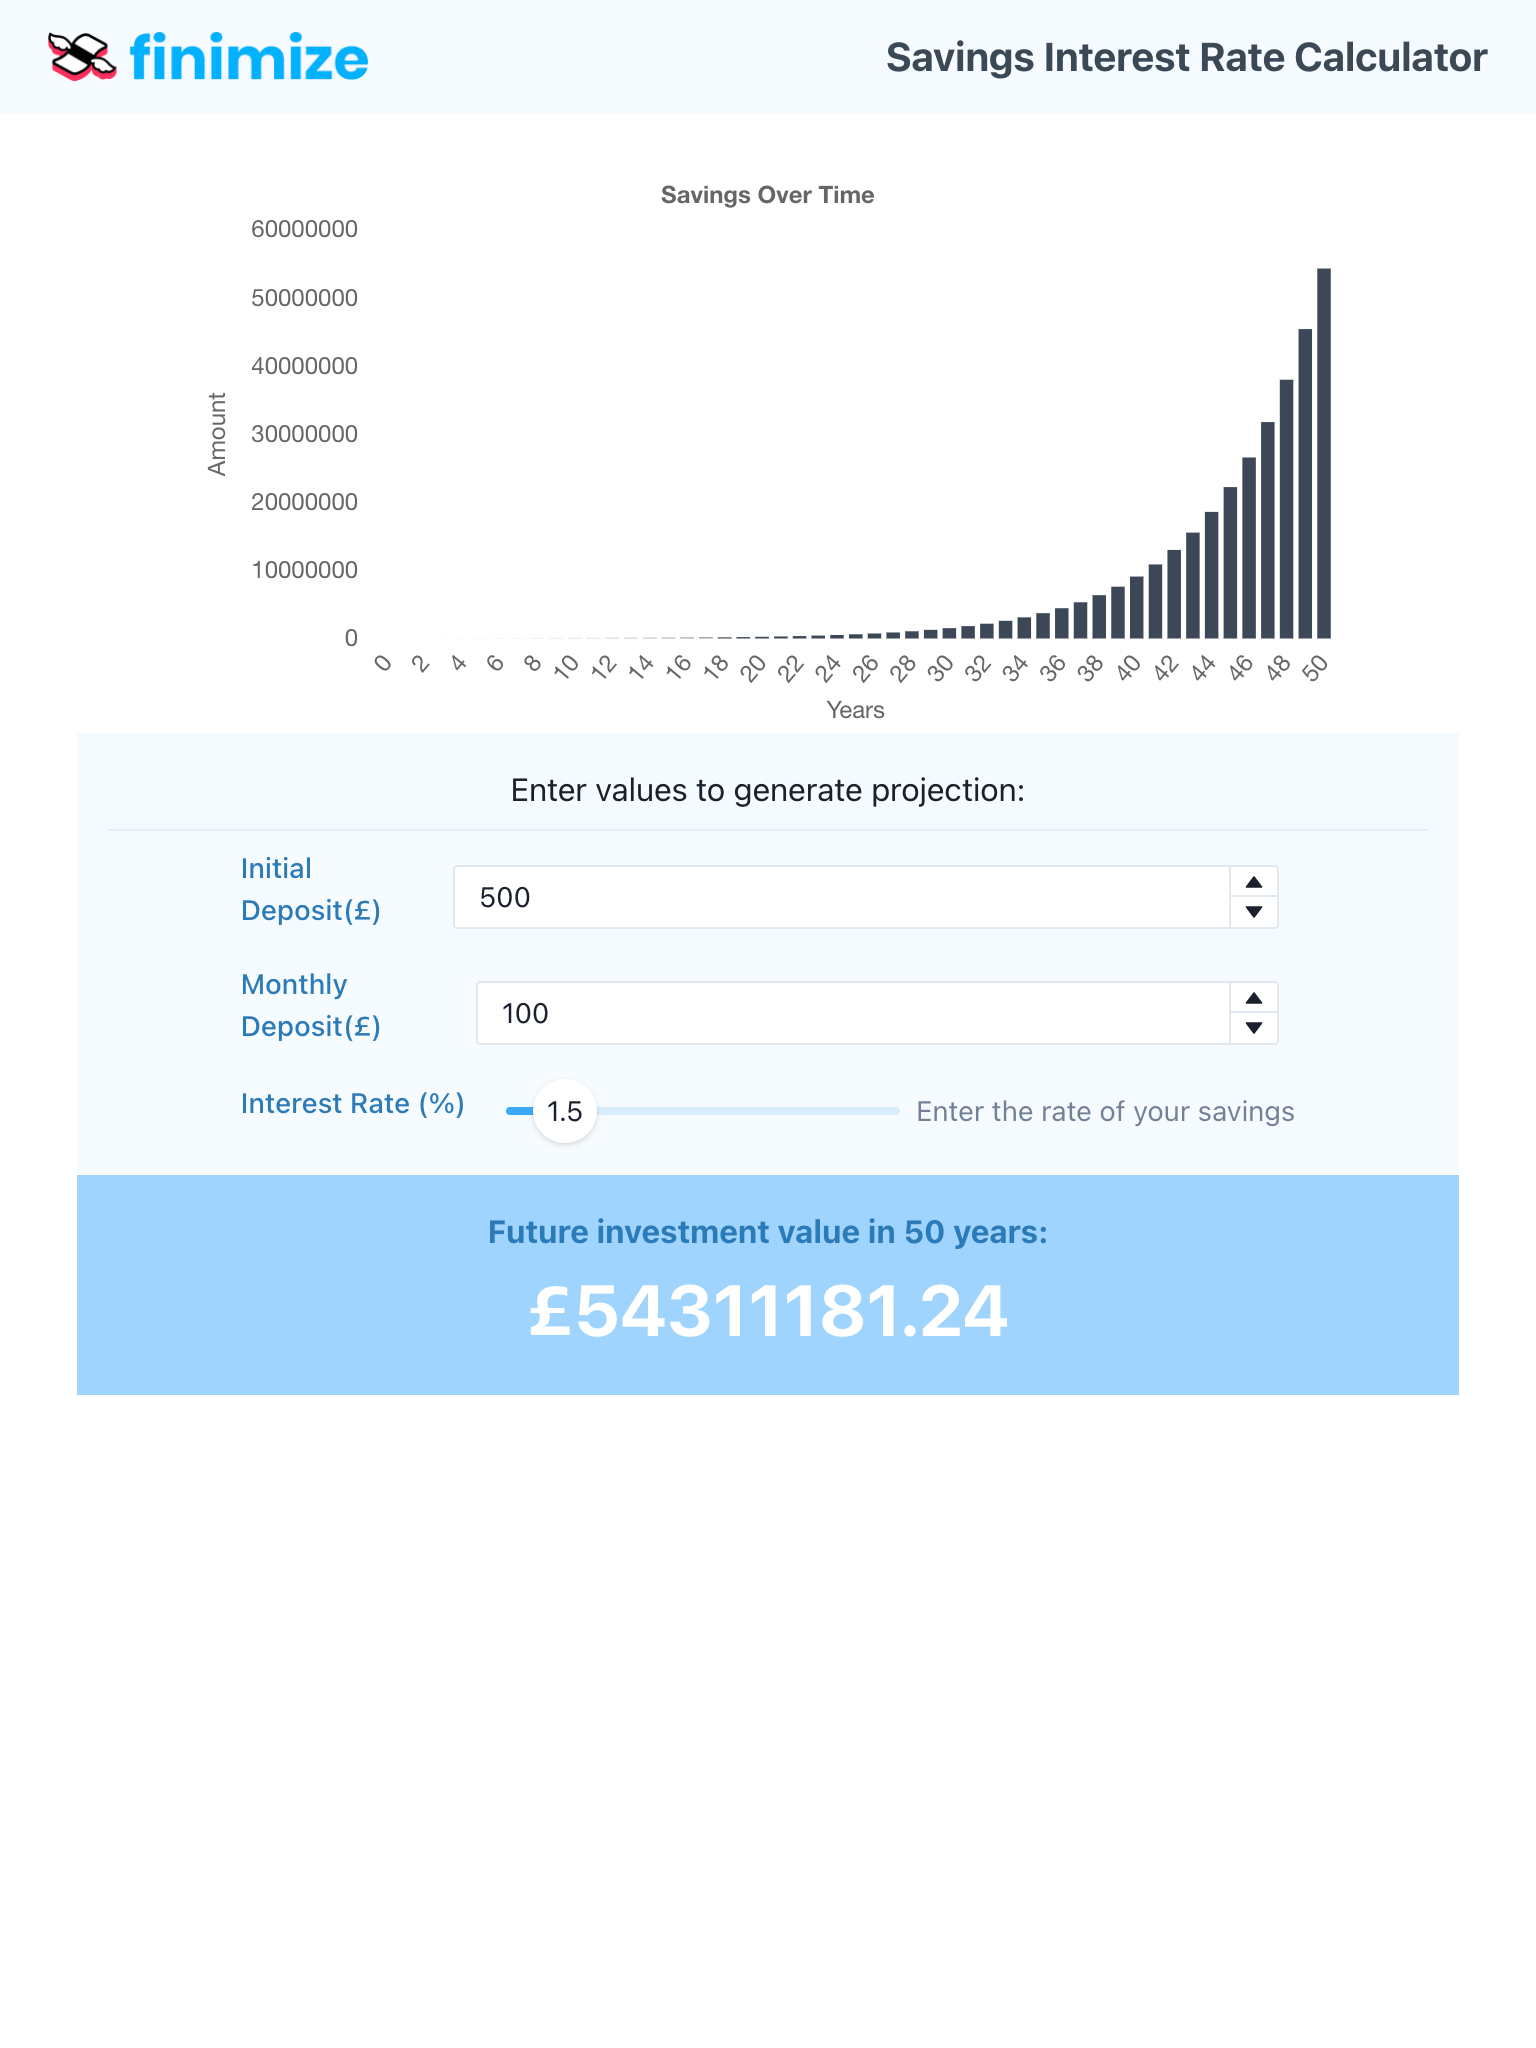 finimize
Savings Interest Rate Calculator
Savings Over Time
60000000
50000000
40000000
30000000
20000000
10000000
0
Amount
0 2 4 6 8 10 12 14 16 18 20 22 24 26 28 30 32 34 36 38 40 42 44 46 48 50
Years
Enter values to generate projection:
Initial
Deposit(£)
500
Monthly
Deposit(£)
100
Interest Rate (%)
1.5
Enter the rate of your savings
Future investment value in 50 years:
£54311181.24